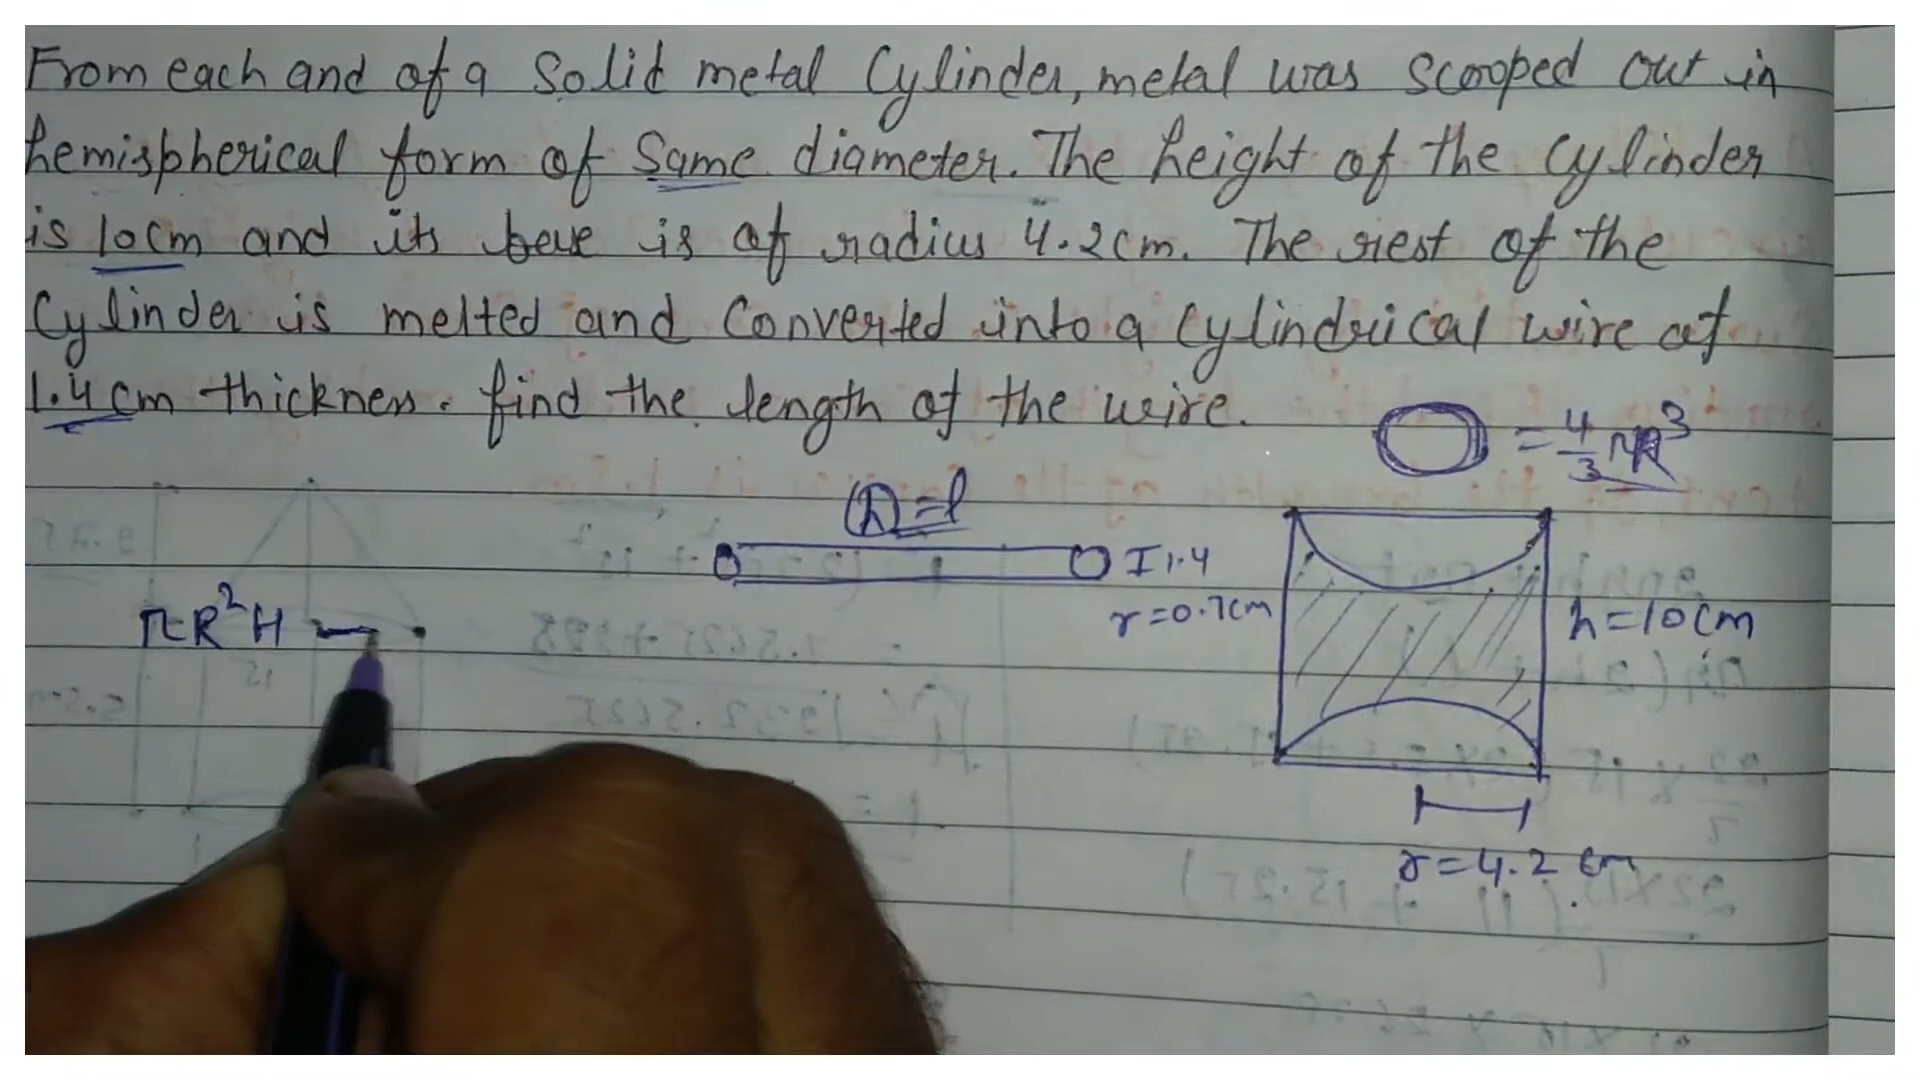 From each and of a Solid metal Cylinder, metal was scooped out in
hemispherical form of Same diameter. The height of the cylinder
is 10cm and its base is of radius 4.2cm. The rest of the
Cylinder is melted and Converted into a Cylindrical wire of
1.4cm thickness. find the length of the wire.
= 4/3 πR³
(h)=l
I 1.4
r=0.7cm
h=10cm
πR²H -
r=4.2 cm